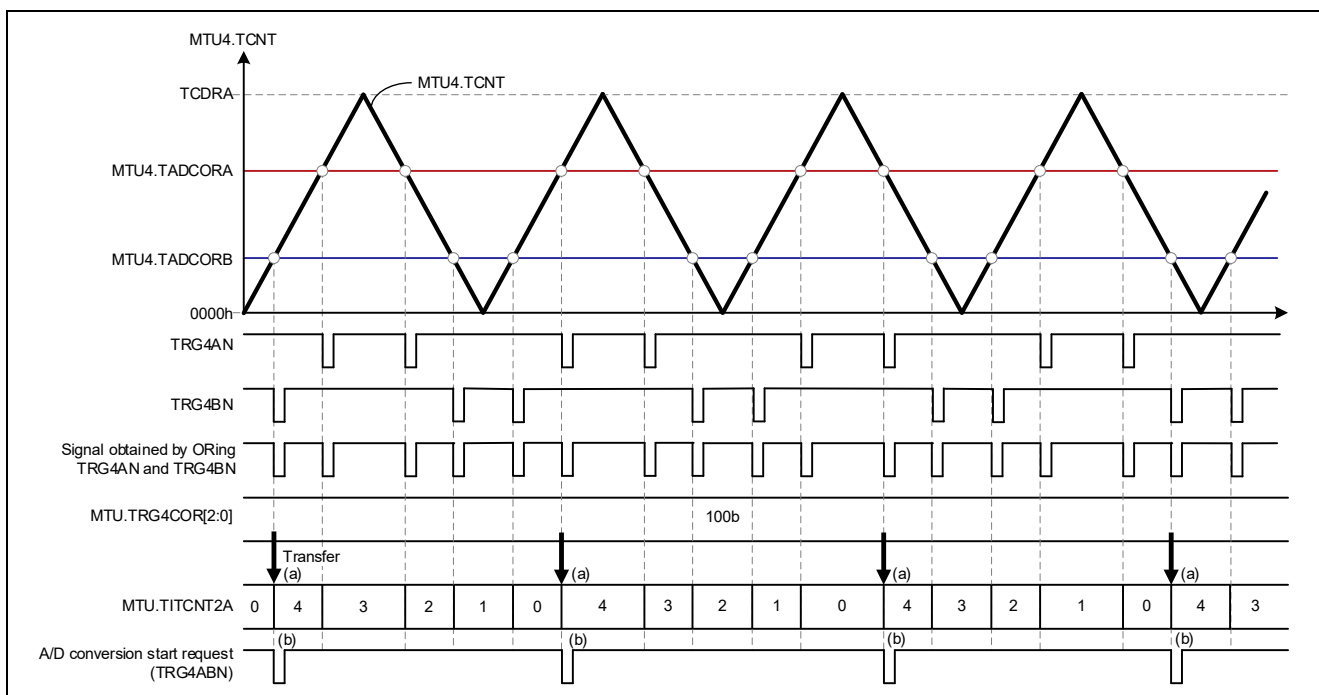 MTU4.TCNT
TCDRA
MTU4.TCNT
MTU4.TADCORA
MTU4.TADCORB
0000h
TRG4AN
TRG4BN
Signal obtained by ORing
TRG4AN and TRG4BN
MTU.TRG4COR[2:0]
100b
Transfer
(a) (a) (a) (a)
MTU.TITCNT2A 0 4 3 2 1 0 4 3 2 1 0 4 3 2 1 0 4 3
(b) (b) (b) (b)
A/D conversion start request
(TRG4ABN)